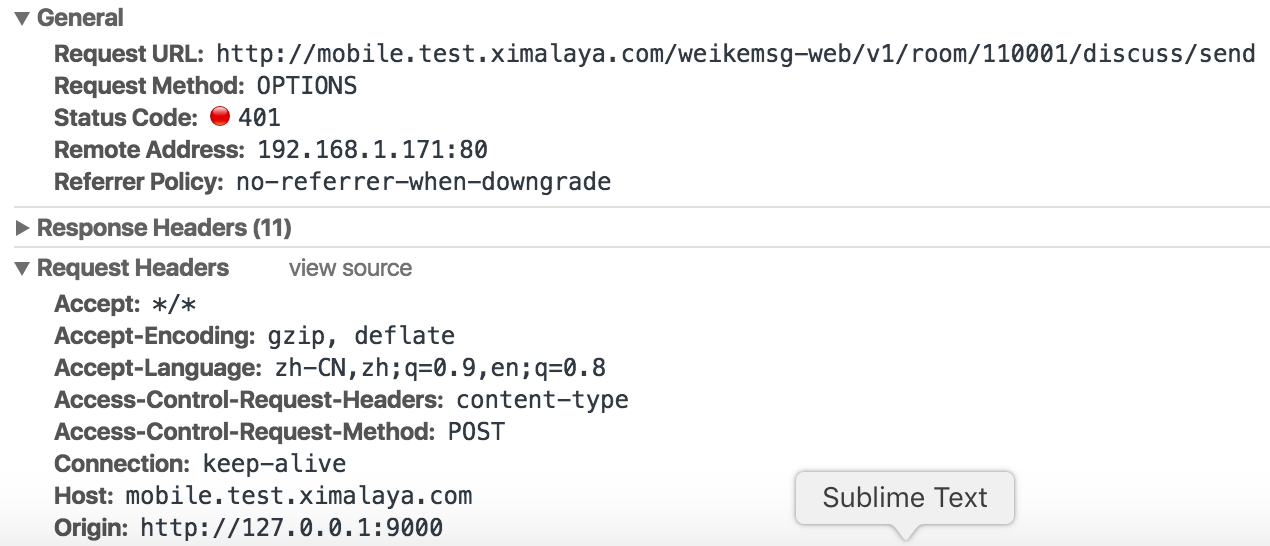 General
Request URL: http://mobile.test.ximalaya.com/weikemsg-web/v1/room/110001/discuss/send
Request Method: OPTIONS
Status Code: 401
Remote Address: 192.168.1.171:80
Referrer Policy: no-referrer-when-downgrade
Response Headers (11)
Request Headers view source
Accept: */*
Accept-Encoding: gzip, deflate
Accept-Language: zh-CN,zh;q=0.9,en;q=0.8
Access-Control-Request-Headers: content-type
Access-Control-Request-Method: POST
Connection: keep-alive
Host: mobile.test.ximalaya.com
Sublime Text
Origin: http://127.0.0.1:9000